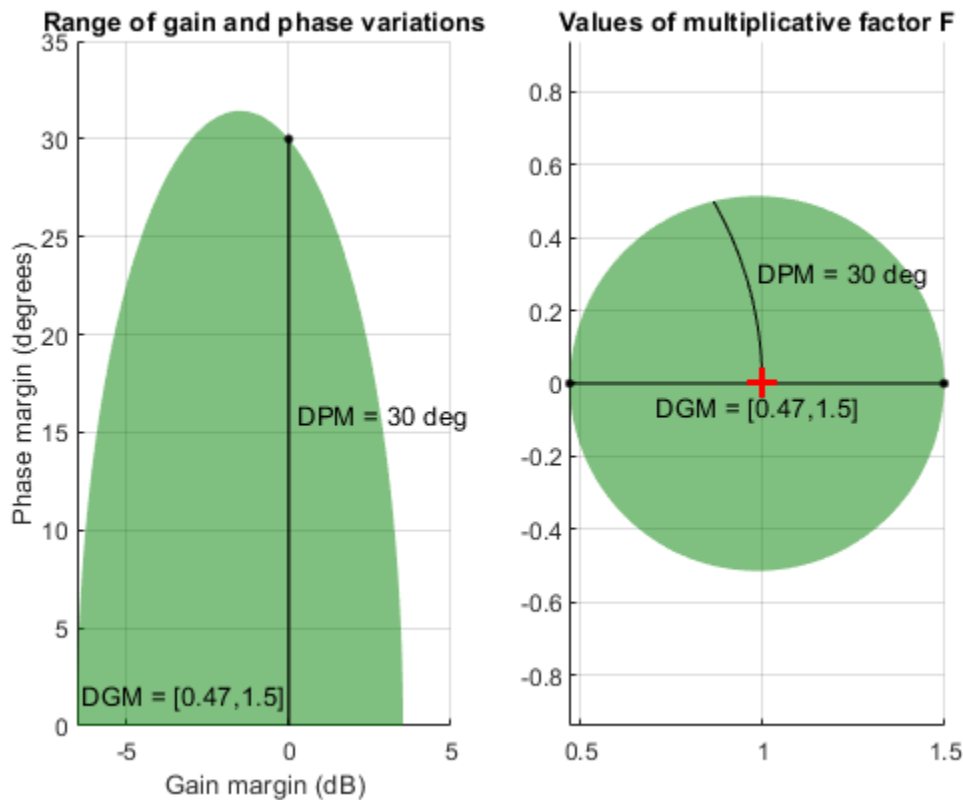 Range of gain and phase variations
35
30
25
20
15
10
5
0
Phase margin (degrees)
DPM = 30 deg
DGM = [0.47,1.5]
-5
0
5
Gain margin (dB)
Values of multiplicative factor F
0.8
0.6
0.4
0.2
0
-0.2
-0.4
-0.6
-0.8
DPM = 30 deg
DGM = [0.47,1.5]
0.5
1
1.5